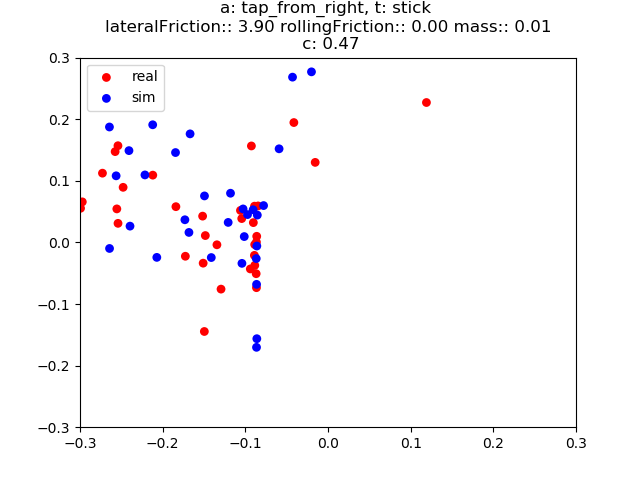 a: tap_from_right, t: stick
lateralFriction:: 3.90 rollingFriction:: 0.00 mass:: 0.01
c: 0.47
real
sim
0.3
0.2
0.1
0.0
−0.1
−0.2
−0.3
−0.3 −0.2 −0.1 0.0 0.1 0.2 0.3